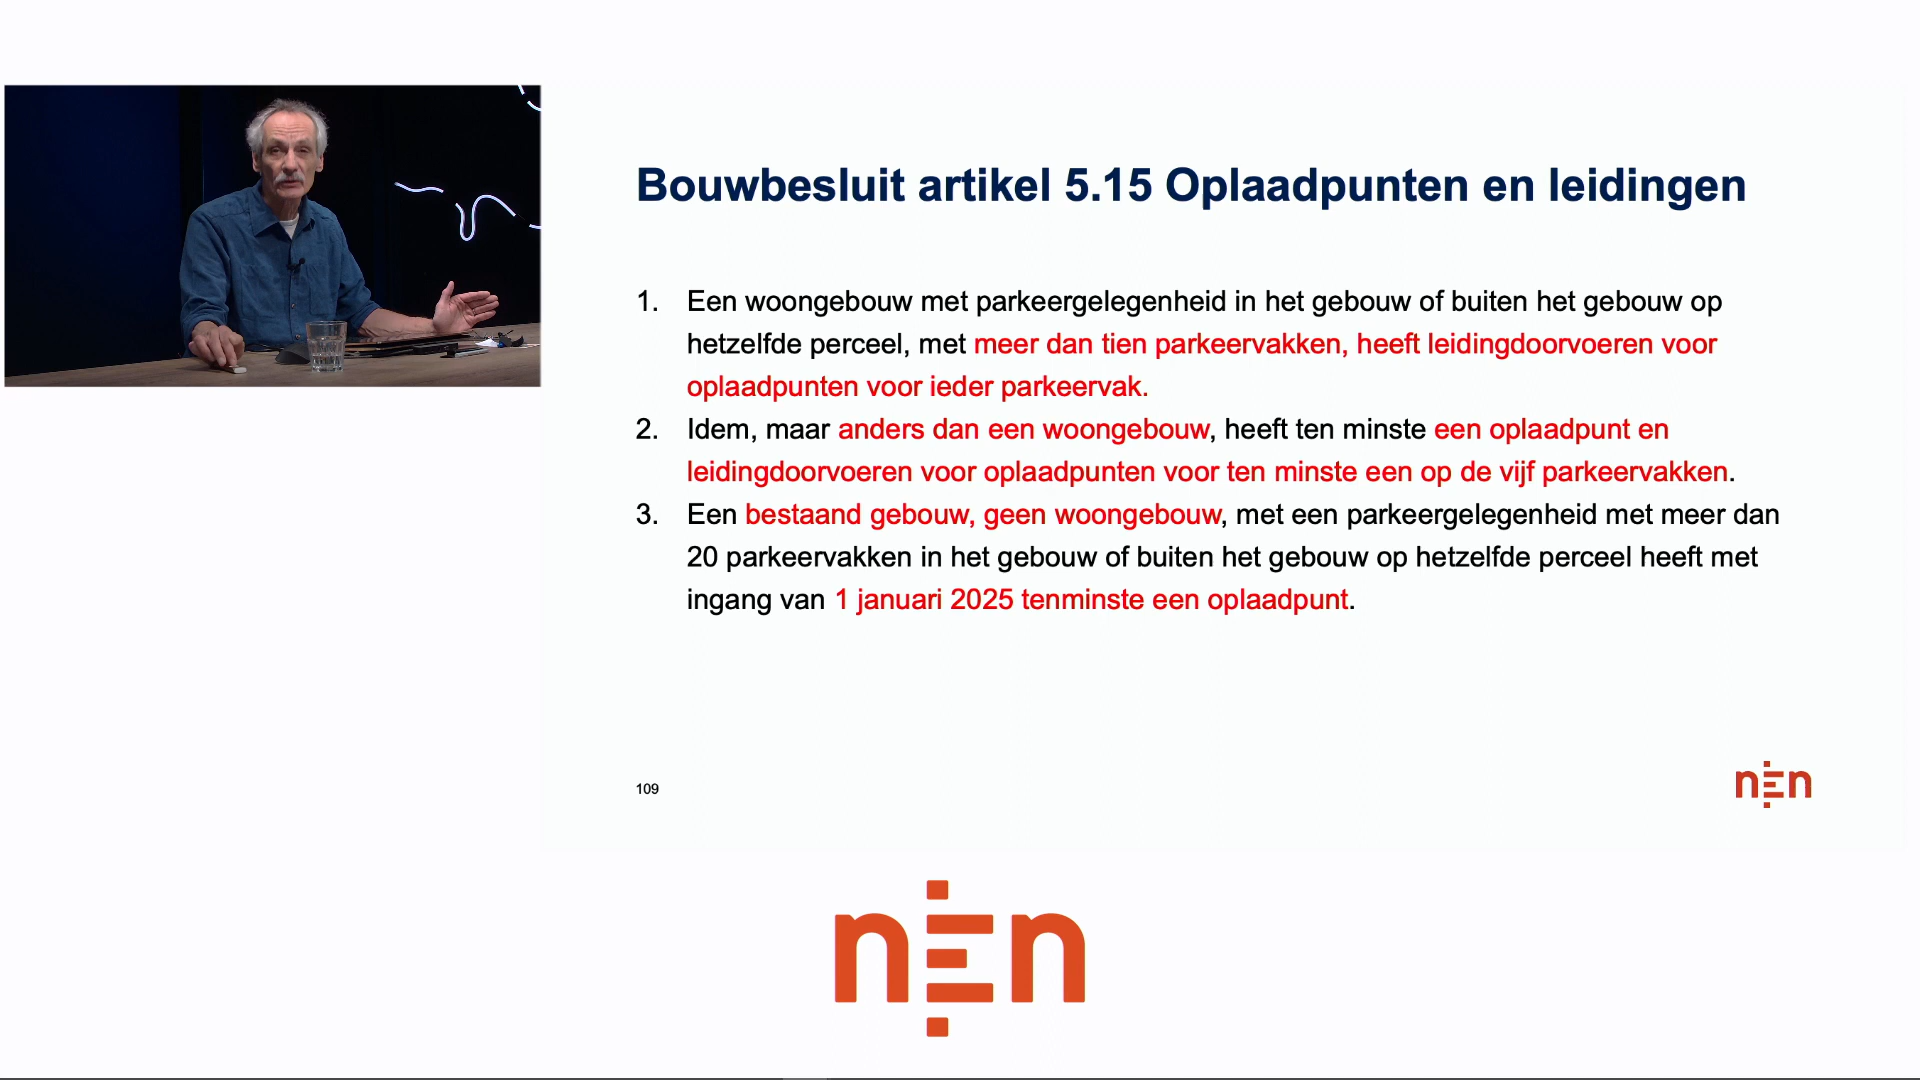 Bouwbesluit artikel 5.15 Oplaadpunten en leidingen
1. Een woongebouw met parkeergelegenheid in het gebouw of buiten het gebouw op
hetzelfde perceel, met meer dan tien parkeervakken, heeft leidingdoorvoeren voor
oplaadpunten voor ieder parkeervak.
2. Idem, maar anders dan een woongebouw, heeft ten minste een oplaadpunt en
leidingdoorvoeren voor oplaadpunten voor ten minste een op de vijf parkeervakken.
3. Een bestaand gebouw, geen woongebouw, met een parkeergelegenheid met meer dan
20 parkeervakken in het gebouw of buiten het gebouw op hetzelfde perceel heeft met
ingang van 1 januari 2025 tenminste een oplaadpunt.
109
nEn
nEn